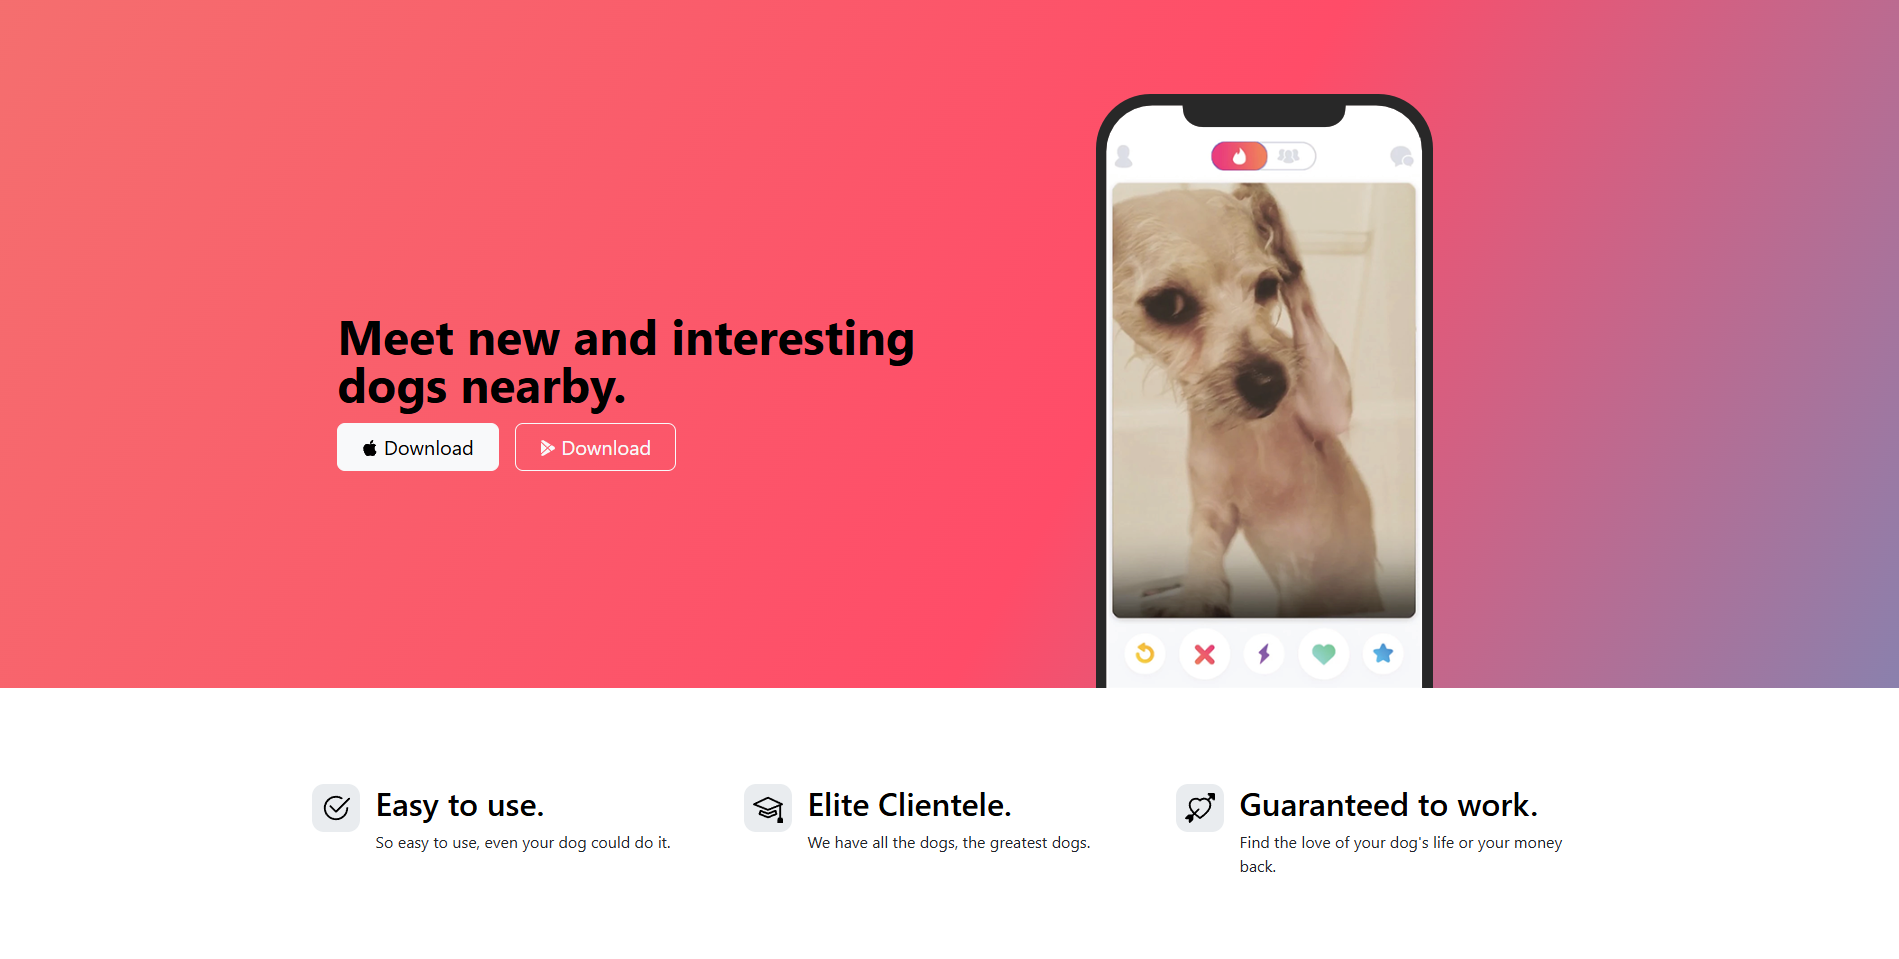 Meet new and interesting
dogs nearby.
Download
Download
Easy to use.
So easy to use, even your dog could do it.
Elite Clientele.
We have all the dogs, the greatest dogs.
Guaranteed to work.
Find the love of your dog's life or your money
back.